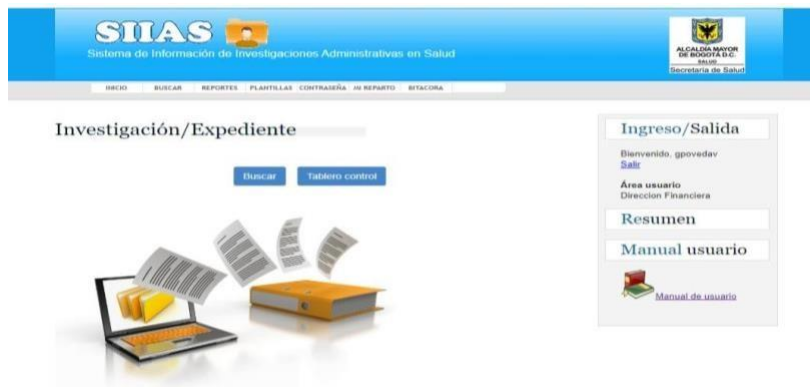 SIIAS
Sistema de Información de Investigaciones Administrativas en Salud
ALCALDÍA MAYOR
DE BOGOTÁ D.C.
SALUD
Secretaría de Salud
INICIO BUSCAR REPORTES PLANTILLAS CONTRASEÑA MI REPARTO BITACORA
Investigación/Expediente
Buscar Tablero control
Ingreso/Salida
Bienvenido, gpovedav
Salir
Área usuario
Direccion Financiera
Resumen
Manual usuario
Manual de usuario